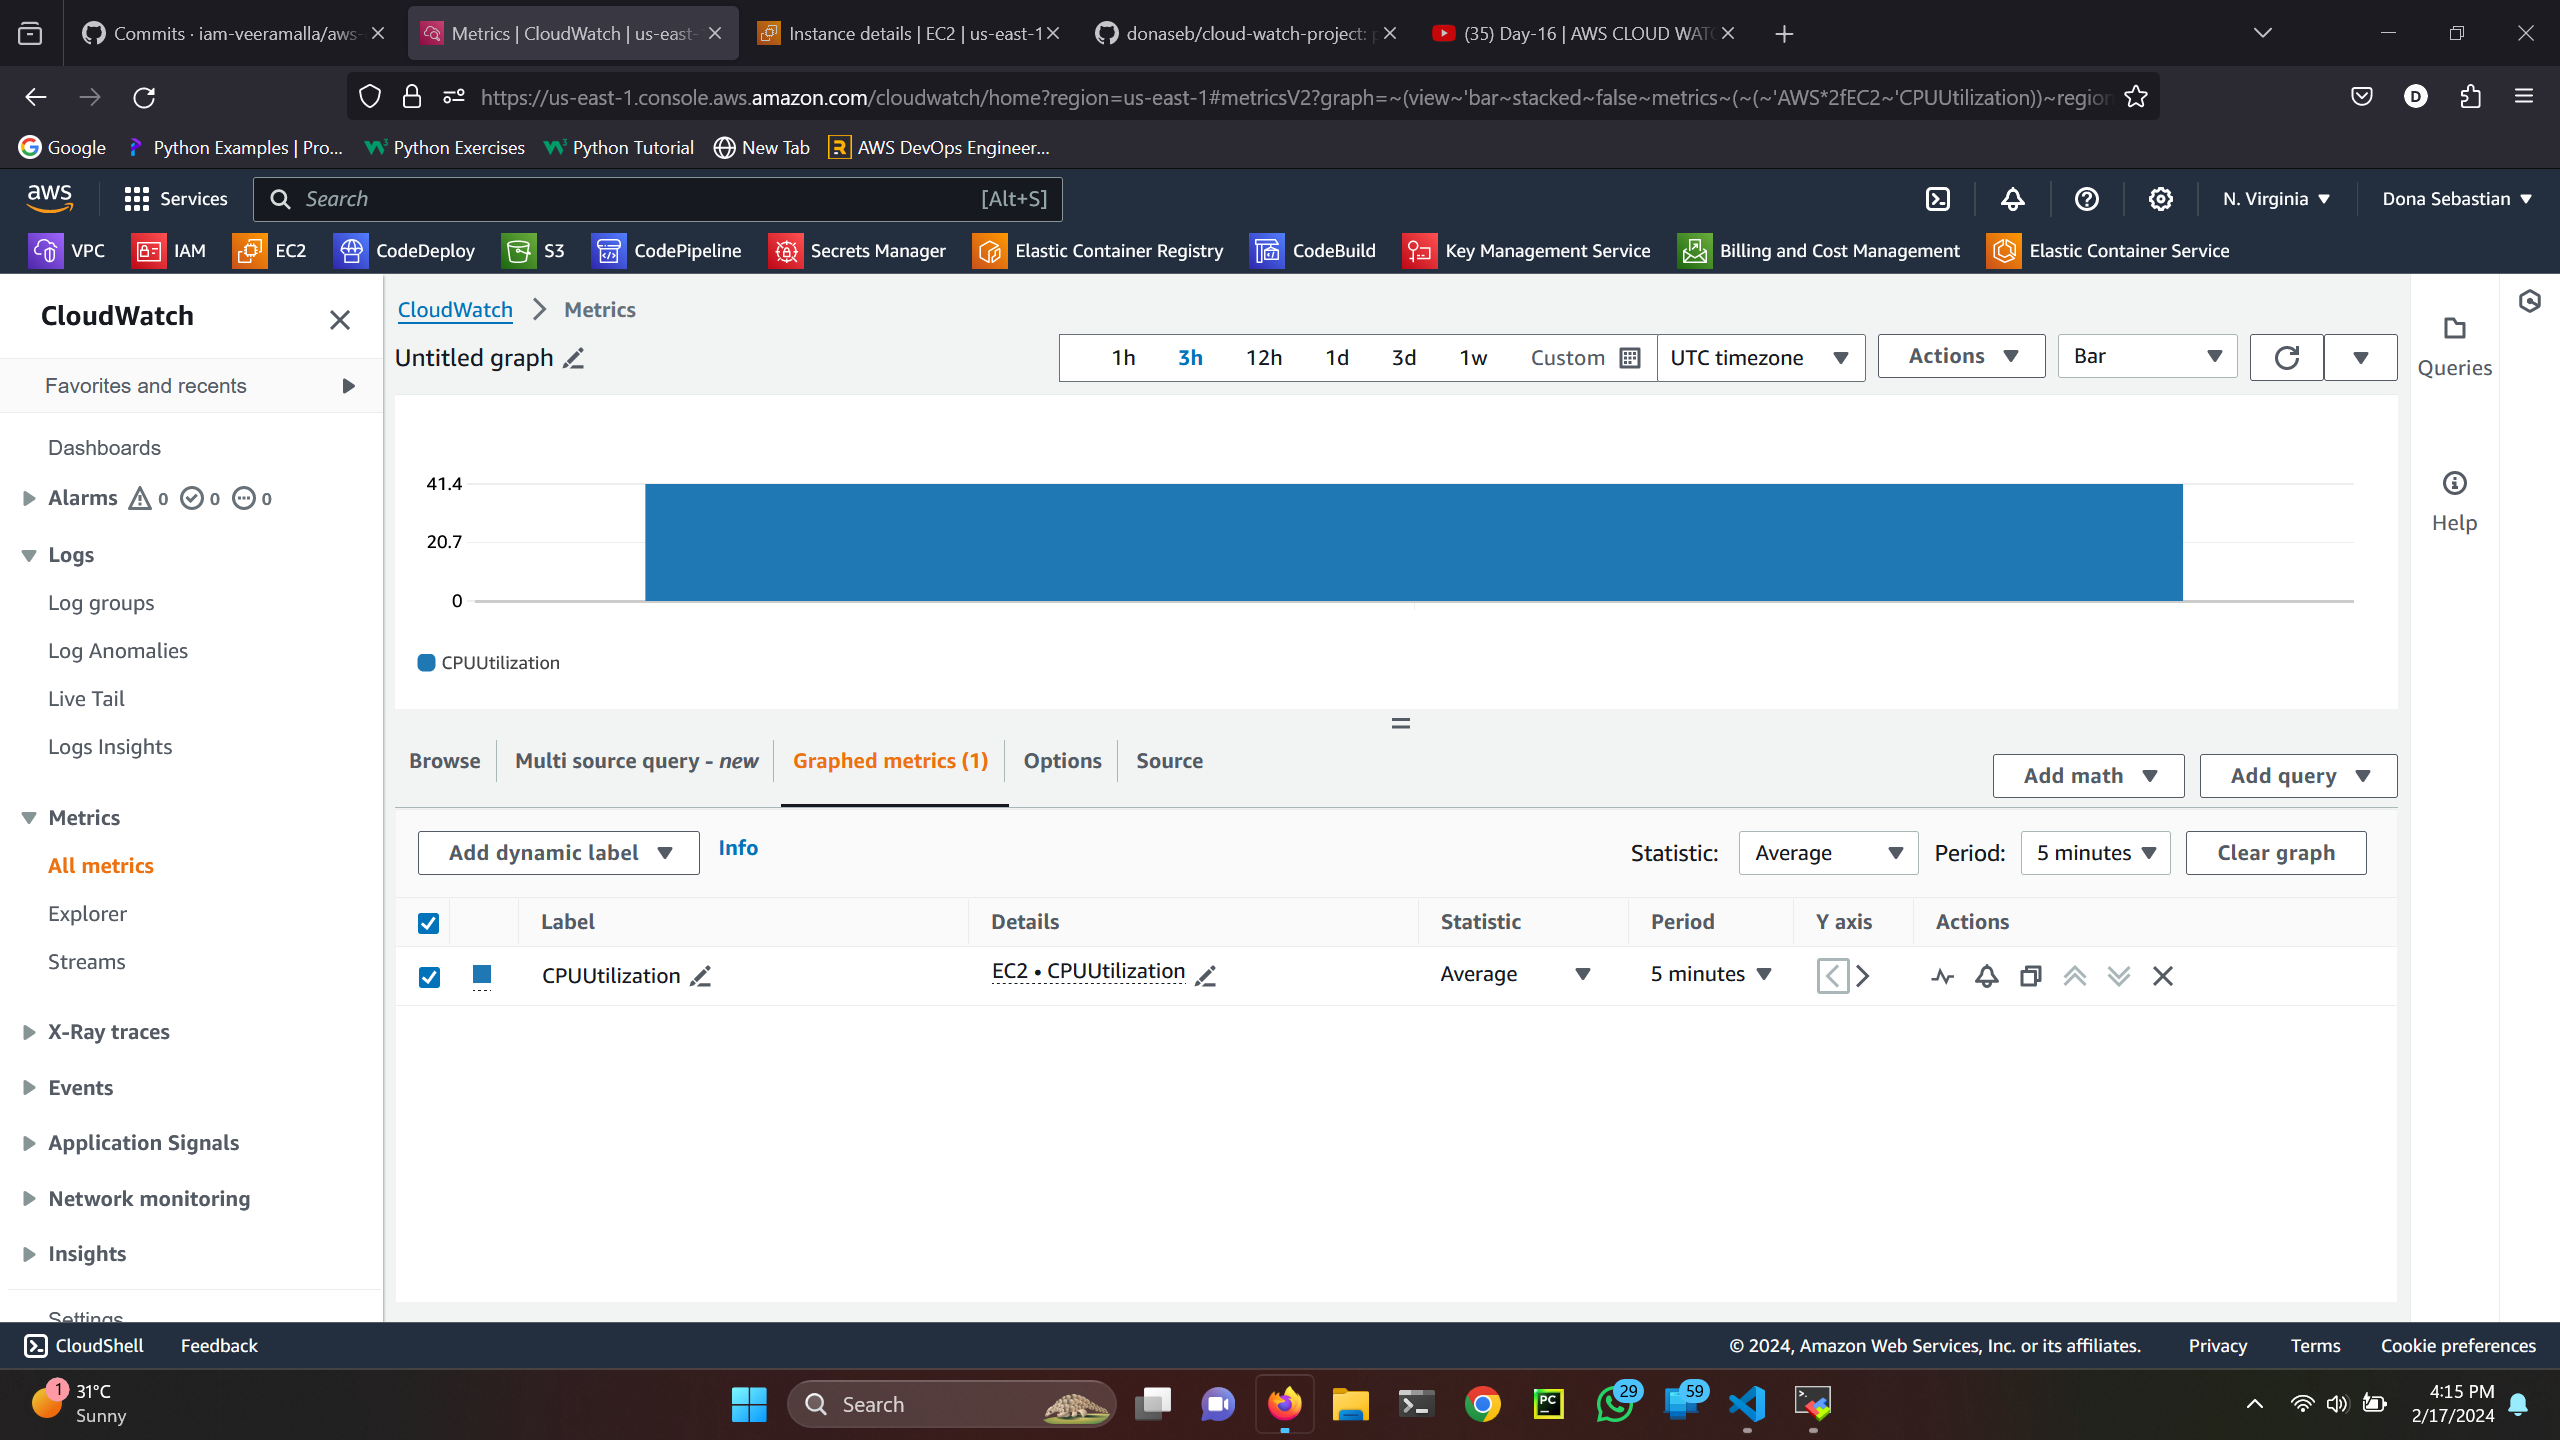 Commits · iam-veeramalla/aws-
Metrics | CloudWatch | us-east-
Instance details | EC2 | us-east-1
donaseb/cloud-watch-project: p
(35) Day-16 | AWS CLOUD WATC
https://us-east-1.console.aws.amazon.com/cloudwatch/home?region=us-east-1#metricsV2?graph=~(view~'bar~stacked~false~metrics~(~(~'AWS*2fEC2~'CPUUtilization))~region
D
Google
Python Examples | Pro...
Python Exercises
Python Tutorial
New Tab
AWS DevOps Engineer...
aws
Services
Search
[Alt+S]
N. Virginia
Dona Sebastian
VPC
IAM
EC2
CodeDeploy
S3
CodePipeline
Secrets Manager
Elastic Container Registry
CodeBuild
Key Management Service
Billing and Cost Management
Elastic Container Service
CloudWatch
Favorites and recents
Dashboards
Alarms 0 0 0
Logs
Log groups
Log Anomalies
Live Tail
Logs Insights
Metrics
All metrics
Explorer
Streams
X-Ray traces
Events
Application Signals
Network monitoring
Insights
Settings
CloudWatch > Metrics
Untitled graph
1h 3h 12h 1d 3d 1w Custom
UTC timezone
Actions
Bar
Queries
Help
41.4
20.7
0
CPUUtilization
Browse
Multi source query - new
Graphed metrics (1)
Options
Source
Add math
Add query
Add dynamic label
Info
Statistic: Average
Period: 5 minutes
Clear graph
Label Details Statistic Period Y axis Actions
CPUUtilization EC2 • CPUUtilization Average 5 minutes
CloudShell
Feedback
© 2024, Amazon Web Services, Inc. or its affiliates.
Privacy
Terms
Cookie preferences
1
31°C
Sunny
Search
PC
29
59
4:15 PM
2/17/2024